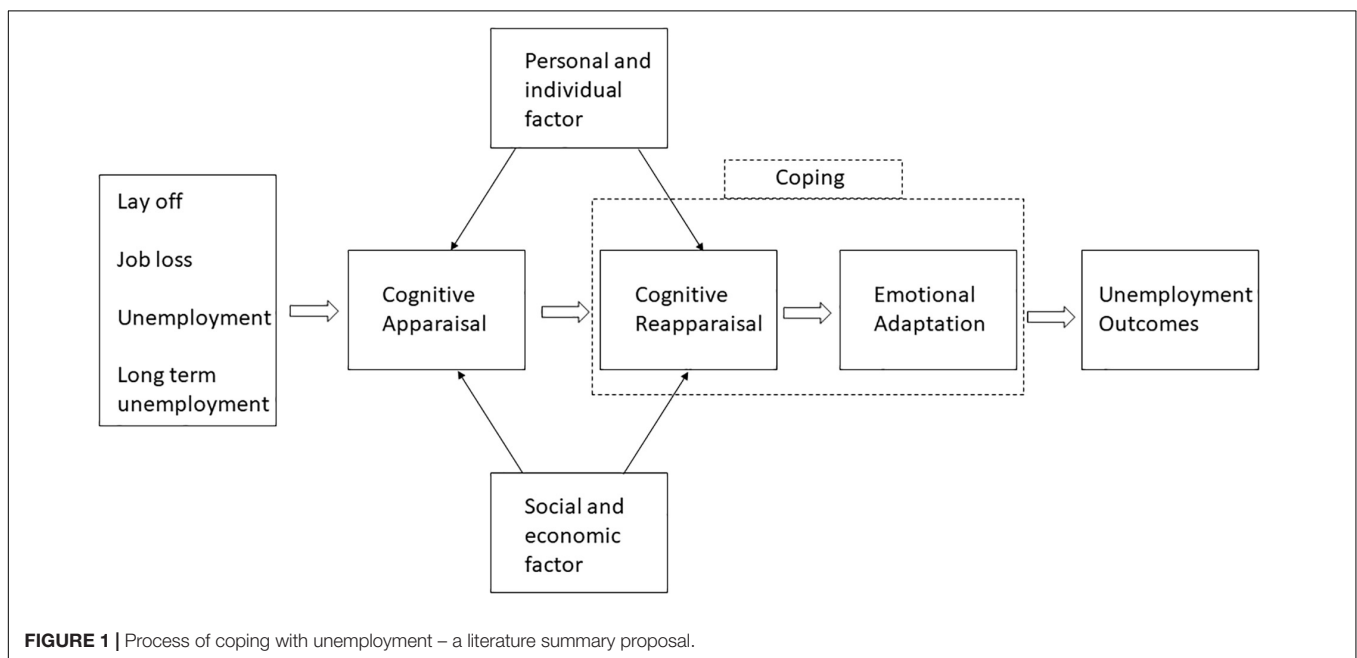 Personal and
individual
factor
Coping
Lay off
Job loss
Unemployment
Long term
unemployment
Cognitive
Apparaisal
Cognitive
Reapparaisal
Emotional
Adaptation
Unemployment
Outcomes
Social and
economic
factor
FIGURE 1 | Process of coping with unemployment – a literature summary proposal.